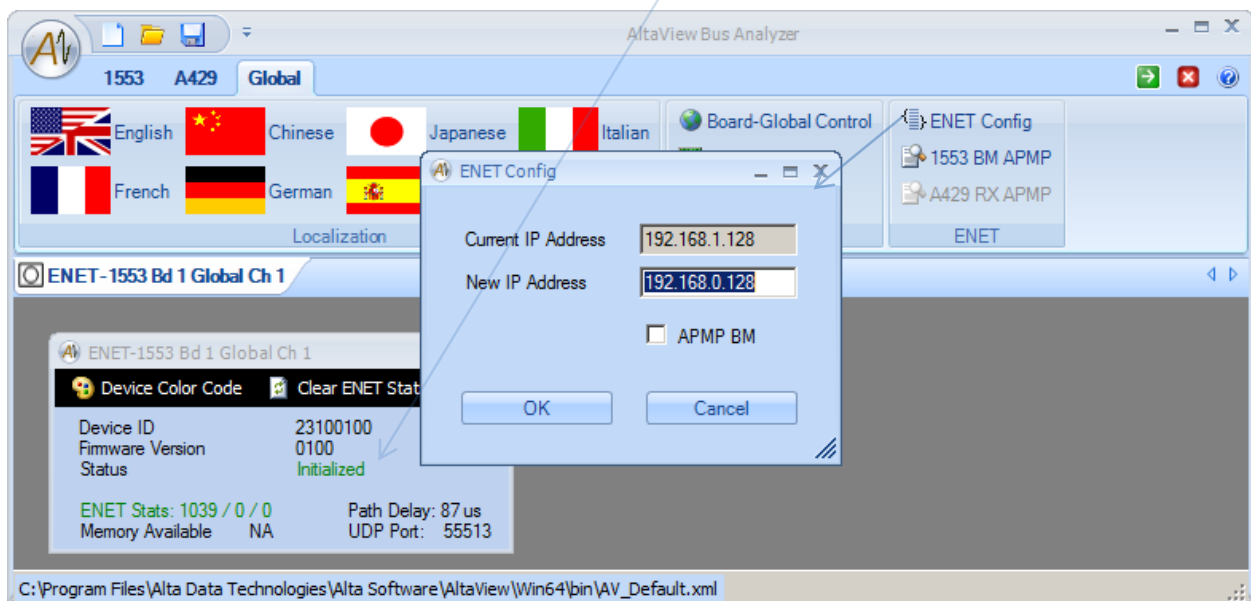 AltaView Bus Analyzer
1553 A429 Global
English Chinese Japanese Italian Board-Global Control ENET Config
1553 BM APMP
French German A429 RX APMP
Localization ENET
ENET Config
Current IP Address 192.168.1.128
New IP Address 192.168.0.128
APMP BM
OK Cancel
ENET-1553 Bd 1 Global Ch 1
ENET-1553 Bd 1 Global Ch 1
Device Color Code Clear ENET Stat
Device ID 23100100
Firmware Version 0100
Status Initialized
ENET Stats: 1039 / 0 / 0 Path Delay: 87 us
Memory Available NA UDP Port: 55513
C:\Program Files\Alta Data Technologies\Alta Software\AltaView\Win64\bin\AV_Default.xml